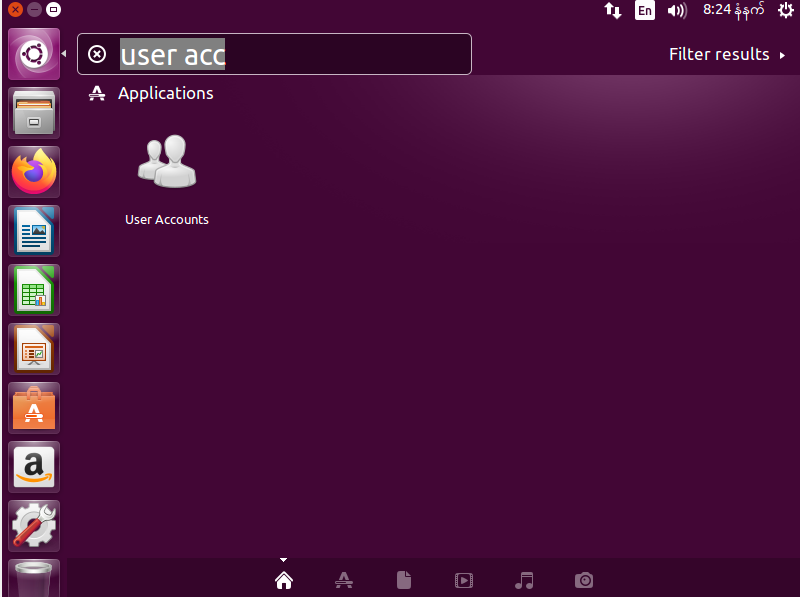 En
8:24 နံနက်
user acc
Filter results
Applications
User Accounts